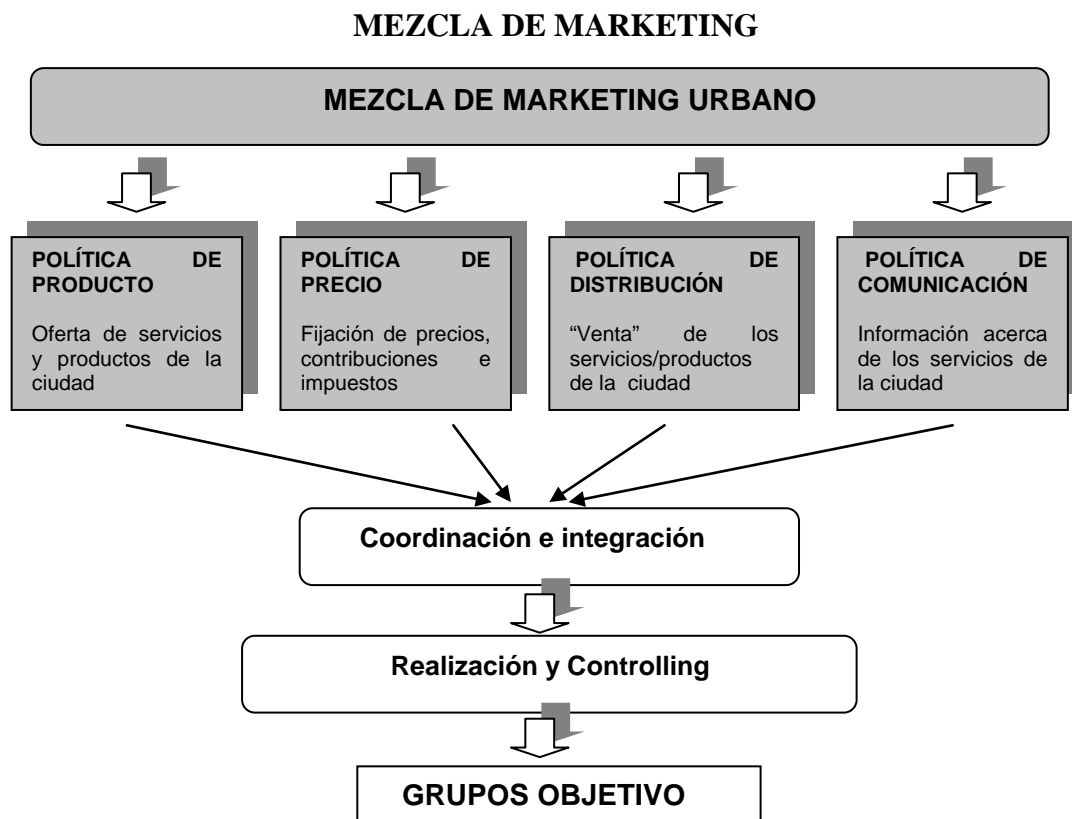 MEZCLA DE MARKETING
MEZCLA DE MARKETING URBANO
POLÍTICA DE
PRODUCTO
Oferta de servicios
y productos de la
ciudad
POLÍTICA DE
PRECIO
Fijación de precios,
contribuciones e
impuestos
POLÍTICA DE
DISTRIBUCIÓN
“Venta” de los
servicios/productos
de la ciudad
POLÍTICA DE
COMUNICACIÓN
Información acerca
de los servicios de
la ciudad
Coordinación e integración
Realización y Controlling
GRUPOS OBJETIVO